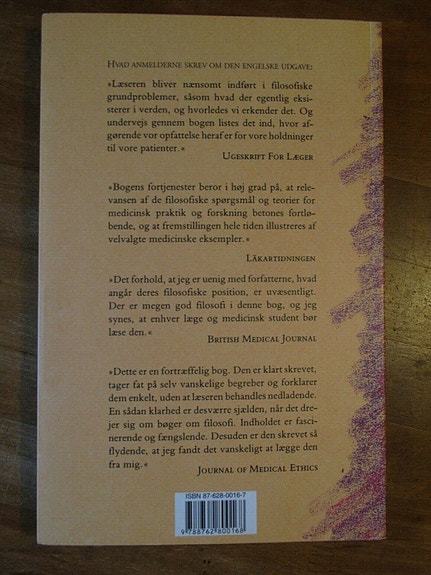 HVAD ANMELDERNE SKREV OM DEN ENGELSKE UDGAVE:
»Læseren bliver nænsomt indført i filosofiske
grundproblemer, såsom hvad der egentlig eksi-
sterer i verden, og hvorledes vi erkender det. Og
undervejs gennem bogen listes det ind, hvor af-
gørende vor opfattelse heraf er for vore holdninger
til vore patienter.«
UGESKRIFT FOR LÆGER
»Bogens fortjenester beror i høj grad på, at rele-
vansen af de filosofiske spørgsmål og teorier for
medicinsk praktik og forskning betones fortlø-
bende, og at fremstillingen hele tiden illustreres af
velvalgte medicinske eksempler.«
LÄKARTIDNINGEN
»Det forhold, at jeg er uenig med forfatterne, hvad
angår deres filosofiske position, er uvæsentligt.
Der er megen god filosofi i denne bog, og jeg
synes, at enhver læge og medicinsk student bør
læse den.«
BRITISH MEDICAL JOURNAL
»Dette er en fortræffelig bog. Den er klart skrevet,
tager fat på selv vanskelige begreber og forklarer
dem enkelt, uden at læseren behandles nedladende.
En sådan klarhed er desværre sjælden, når det dre-
jer sig om bøger om filosofi. Indholdet er fasci-
nerende og fængslende. Desuden er den skrevet så
flydende, at jeg fandt det vanskeligt at lægge den
fra mig.«
JOURNAL OF MEDICAL ETHICS
ISBN 87-628-0016-7
9 788762 800168